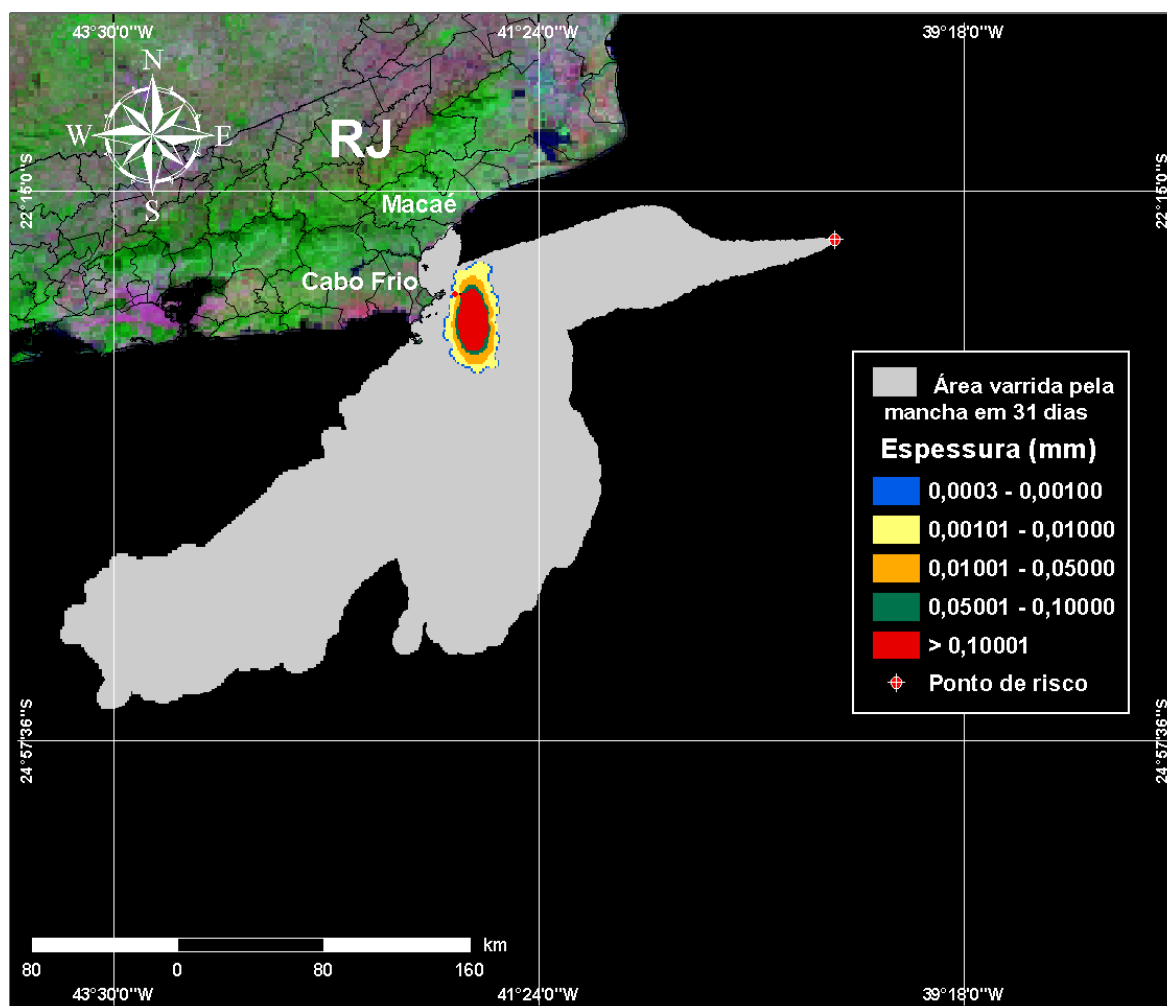 43°30'0"W
41°24'0"W
39°18'0"W
N
W
E
S
RJ
Macaé
Cabo Frio
22°15'0"S
22°15'0"S
Área varrida pela
mancha em 31 dias
Espessura (mm)
0,0003 - 0,00100
0,00101 - 0,01000
0,01001 - 0,05000
0,05001 - 0,10000
> 0,10001
Ponto de risco
24°57'36"S
24°57'36"S
km
80
0
80
160
43°30'0"W
41°24'0"W
39°18'0"W